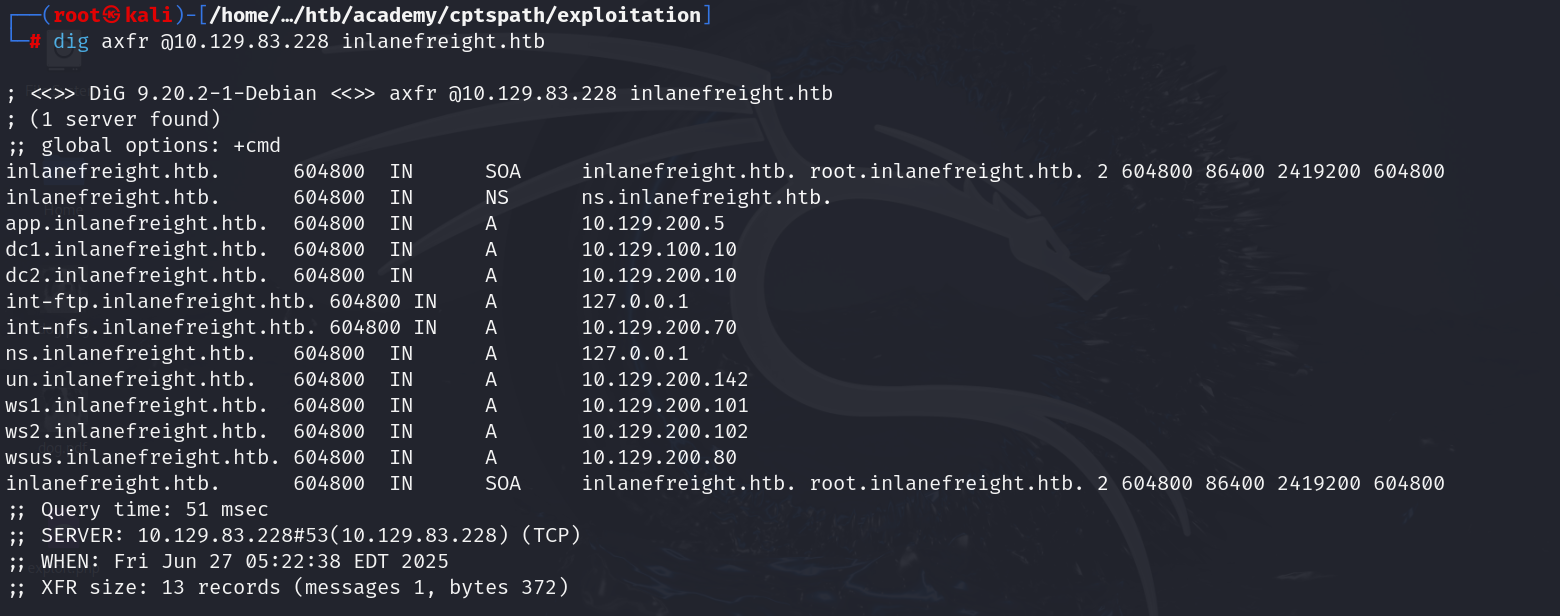 ┌──(root㉿kali)-[/home/…/htb/academy/cptspath/exploitation]
└─# dig axfr @10.129.83.228 inlanefreight.htb
; <<>> DiG 9.20.2-1-Debian <<>> axfr @10.129.83.228 inlanefreight.htb
; (1 server found)
;; global options: +cmd
inlanefreight.htb. 604800 IN SOA inlanefreight.htb. root.inlanefreight.htb. 2 604800 86400 2419200 604800
inlanefreight.htb. 604800 IN NS ns.inlanefreight.htb.
app.inlanefreight.htb. 604800 IN A 10.129.200.5
dc1.inlanefreight.htb. 604800 IN A 10.129.100.10
dc2.inlanefreight.htb. 604800 IN A 10.129.200.10
int-ftp.inlanefreight.htb. 604800 IN A 127.0.0.1
int-nfs.inlanefreight.htb. 604800 IN A 10.129.200.70
ns.inlanefreight.htb. 604800 IN A 127.0.0.1
un.inlanefreight.htb. 604800 IN A 10.129.200.142
ws1.inlanefreight.htb. 604800 IN A 10.129.200.101
ws2.inlanefreight.htb. 604800 IN A 10.129.200.102
wsus.inlanefreight.htb. 604800 IN A 10.129.200.80
inlanefreight.htb. 604800 IN SOA inlanefreight.htb. root.inlanefreight.htb. 2 604800 86400 2419200 604800
;; Query time: 51 msec
;; SERVER: 10.129.83.228#53(10.129.83.228) (TCP)
;; WHEN: Fri Jun 27 05:22:38 EDT 2025
;; XFR size: 13 records (messages 1, bytes 372)